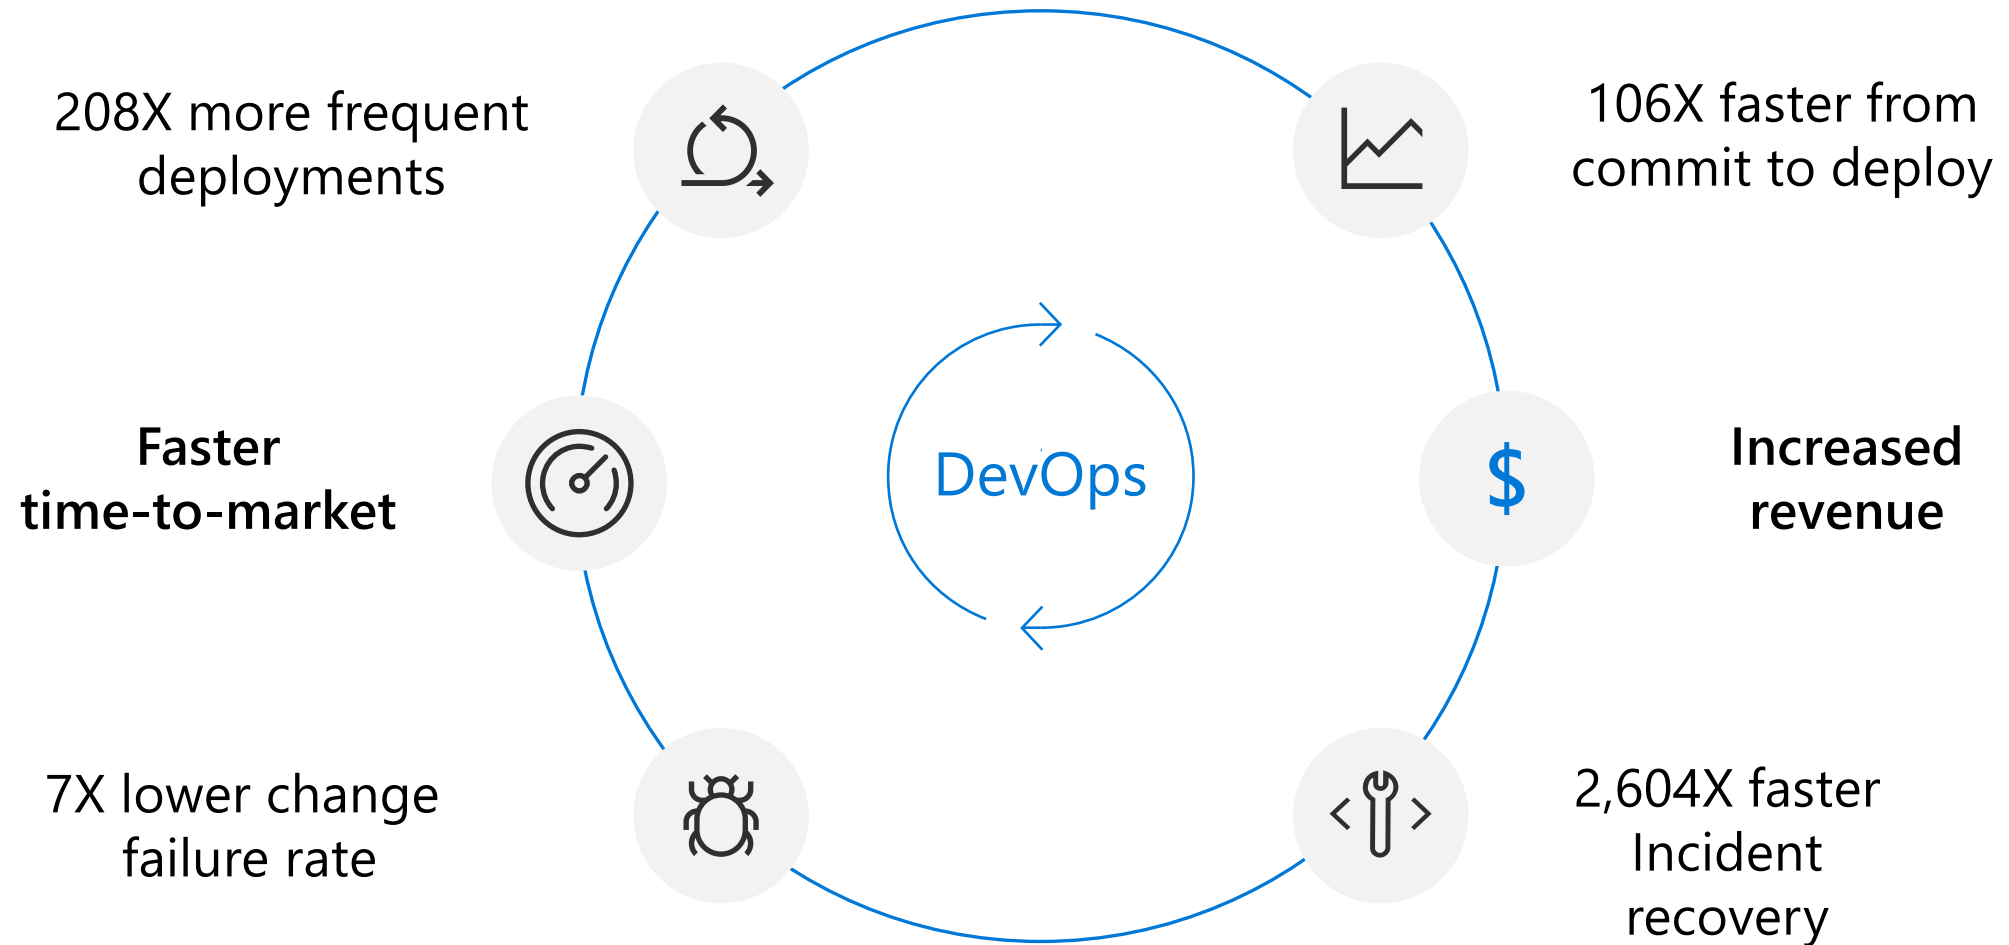 208X more frequent
deployments
106X faster from
commit to deploy
Faster
time-to-market
DevOps
$
Increased
revenue
7X lower change
failure rate
2,604X faster
Incident
recovery